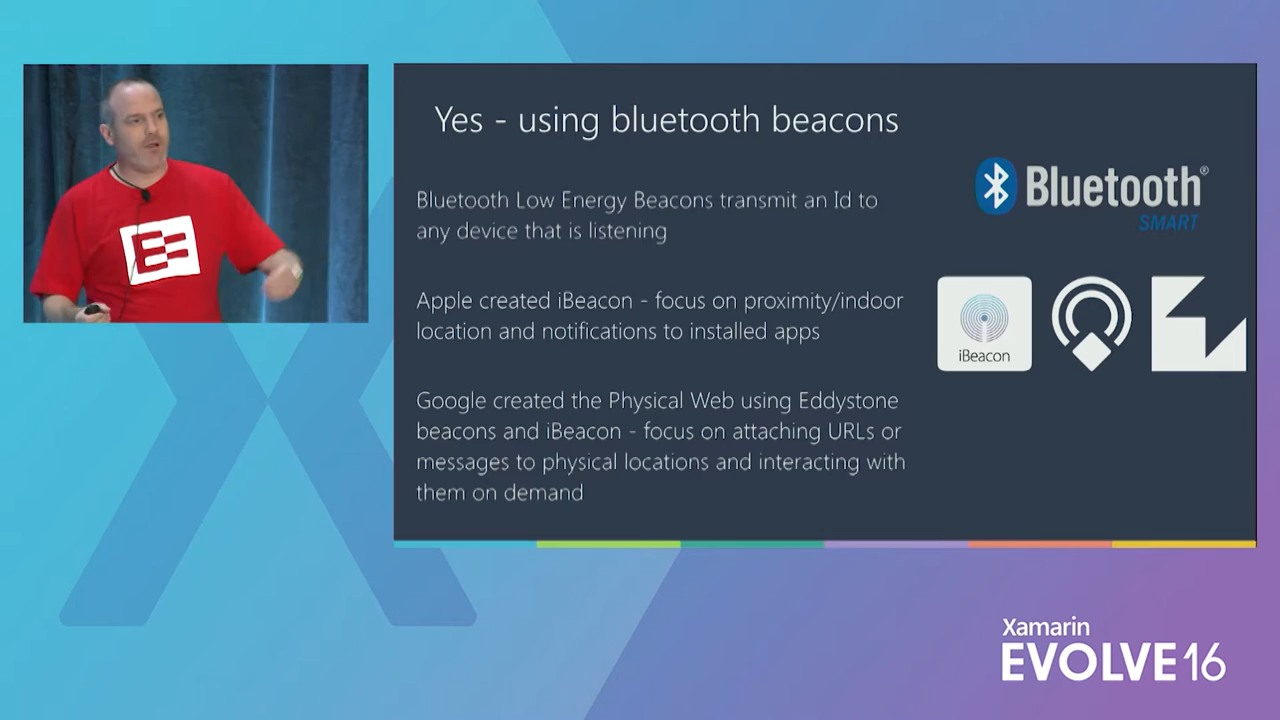 Yes - using bluetooth beacons
Bluetooth Low Energy Beacons transmit an Id to
any device that is listening
Apple created iBeacon - focus on proximity/indoor
location and notifications to installed apps
Google created the Physical Web using Eddystone
beacons and iBeacon - focus on attaching URLs or
messages to physical locations and interacting with
them on demand
Bluetooth®
SMART
iBeacon
Xamarin
EVOLVE 16